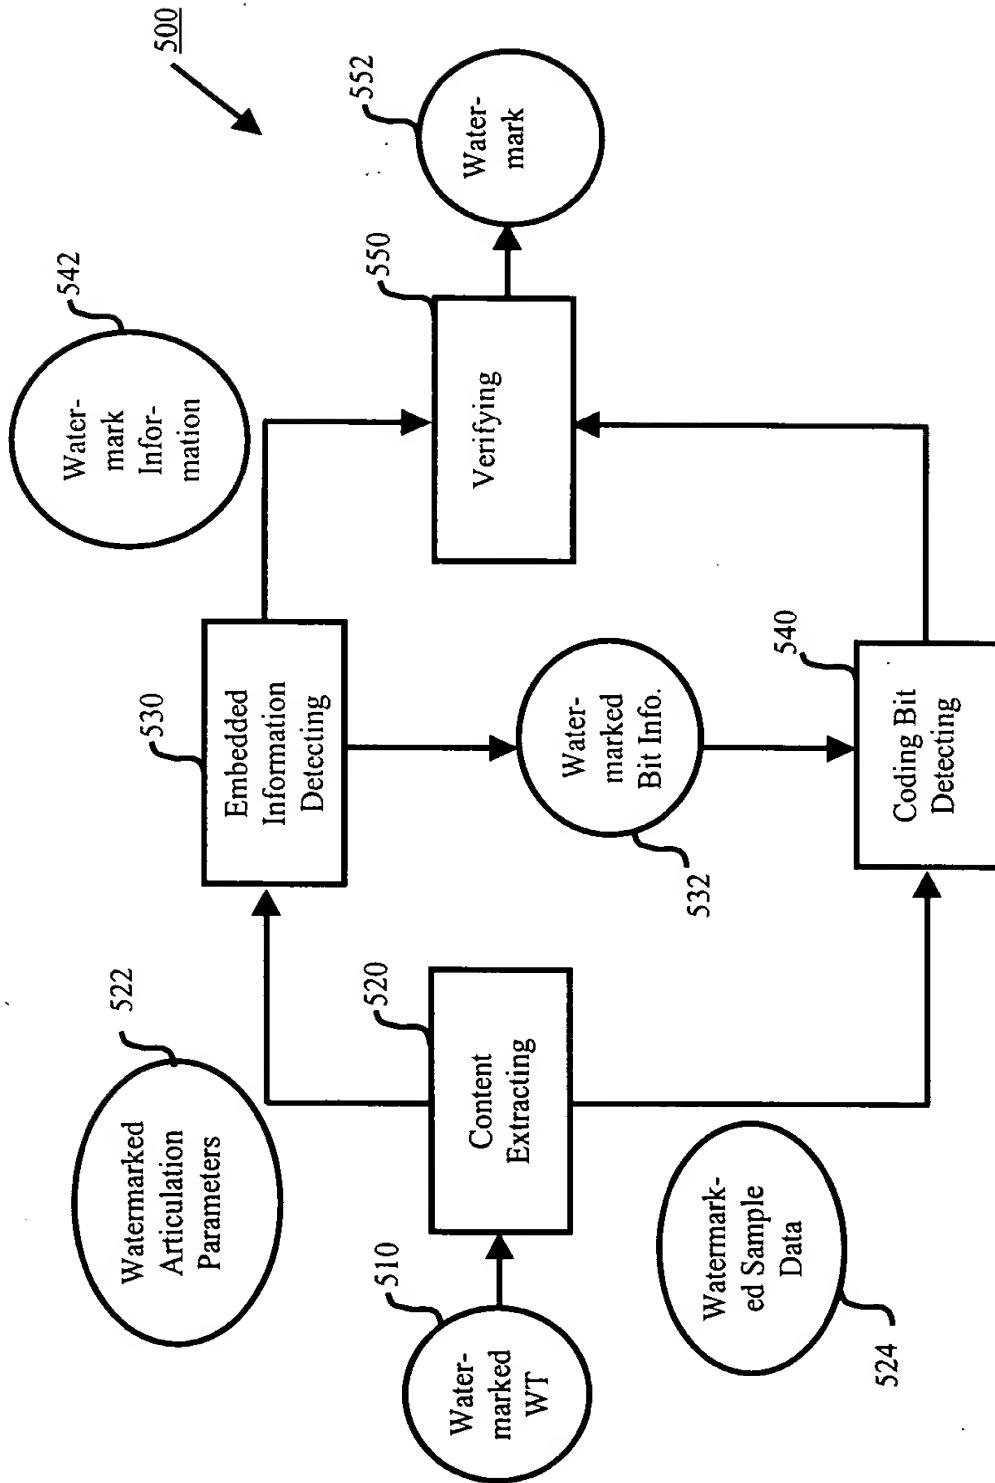 500
Water-
marked
WT
510
Content
Extracting
520
Watermarked
Articulation
Parameters
522
Watermark-
ed Sample
Data
524
Embedded
Information
Detecting
530
Water-
marked
Bit Info.
532
Coding Bit
Detecting
540
Water-
mark
Infor-
mation
542
Verifying
550
Water-
mark
552